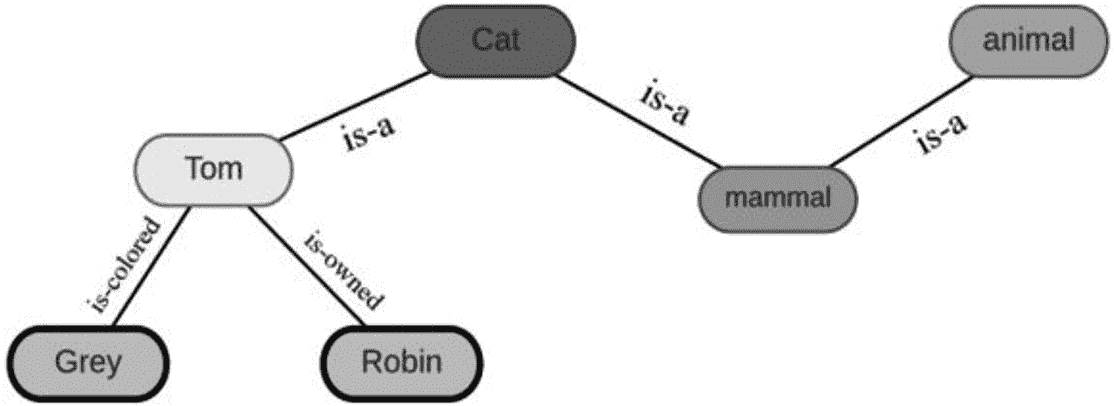 Cat
animal
is-a
is-a
is-a
Tom
mammal
is-colored
is-owned
Grey
Robin